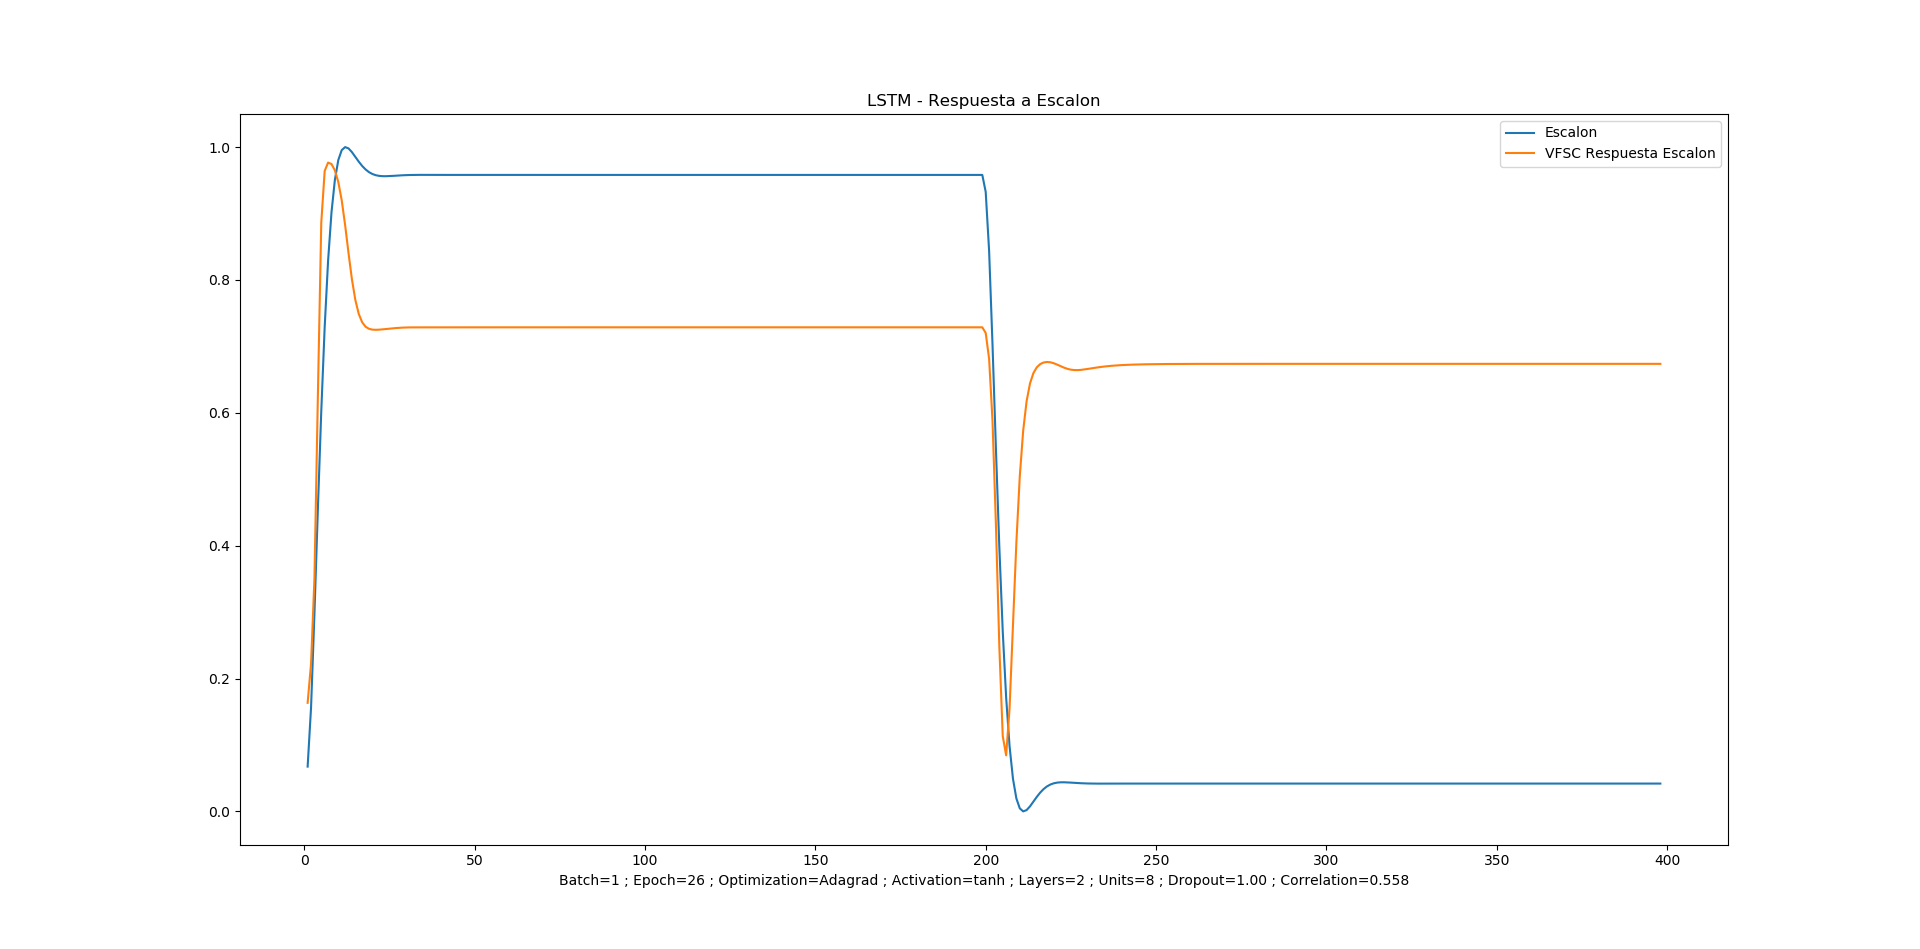 LSTM - Respuesta a Escalon
Escalon
VFSC Respuesta Escalon
1.0
0.8
0.6
0.4
0.2
0.0
0 50 100 150 200 250 300 350 400
Batch=1 ; Epoch=26 ; Optimization=Adagrad ; Activation=tanh ; Layers=2 ; Units=8 ; Dropout=1.00 ; Correlation=0.558